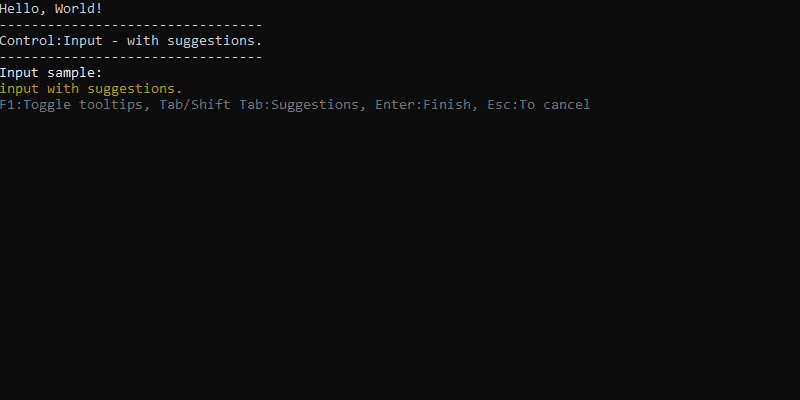 Hello, World!
---------------------------------
Control:Input - with suggestions.
---------------------------------
Input sample:
input with suggestions.
F1:Toggle tooltips, Tab/Shift Tab:Suggestions, Enter:Finish, Esc:To cancel